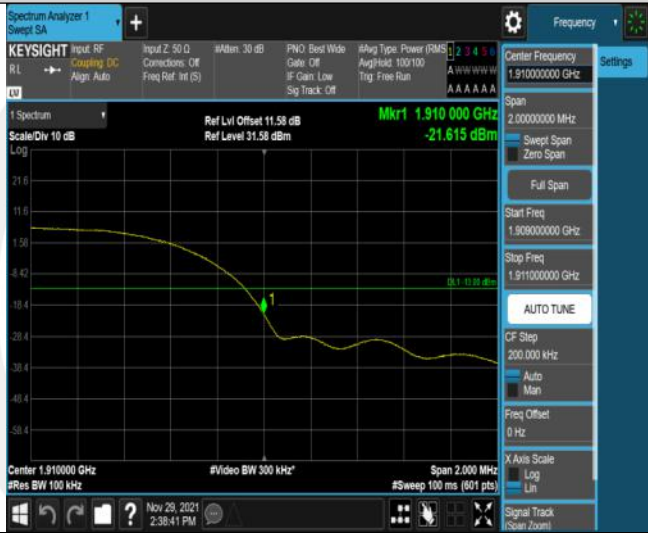 Spectrum Analyzer 1
Swept SA
Frequency
KEYSIGHT
R L
LV
Input: RF
Coupling: DC
Align: Auto
Input Z: 50 Ω
Corrections: Off
Freq Ref: Int (S)
#Atten: 30 dB
PNO: Best Wide
Gate: Off
IF Gain: Low
Sig Track: Off
#Avg Type: Power (RMS
Avg|Hold: 100/100
Trig: Free Run
1 2 3 4 5 6
A W W W W W
A A A A A A
1 Spectrum
Scale/Div 10 dB
Log
Ref Lvl Offset 11.58 dB
Ref Level 31.58 dBm
Mkr1 1.910 000 GHz
-21.615 dBm
21.6
11.6
1.58
-8.42
-18.4
-28.4
-38.4
-48.4
-58.4
DL1 -13.00 dBm
1
Center 1.910000 GHz
#Res BW 100 kHz
#Video BW 300 kHz*
Span 2.000 MHz
#Sweep 100 ms (601 pts)
?
Nov 29, 2021
2:38:41 PM
Center Frequency
1.910000000 GHz
Settings
Span
2.00000000 MHz
Swept Span
Zero Span
Full Span
Start Freq
1.909000000 GHz
Stop Freq
1.911000000 GHz
AUTO TUNE
CF Step
200.000 kHz
Auto
Man
Freq Offset
0 Hz
X Axis Scale
Log
Lin
Signal Track
(Span Zoom)